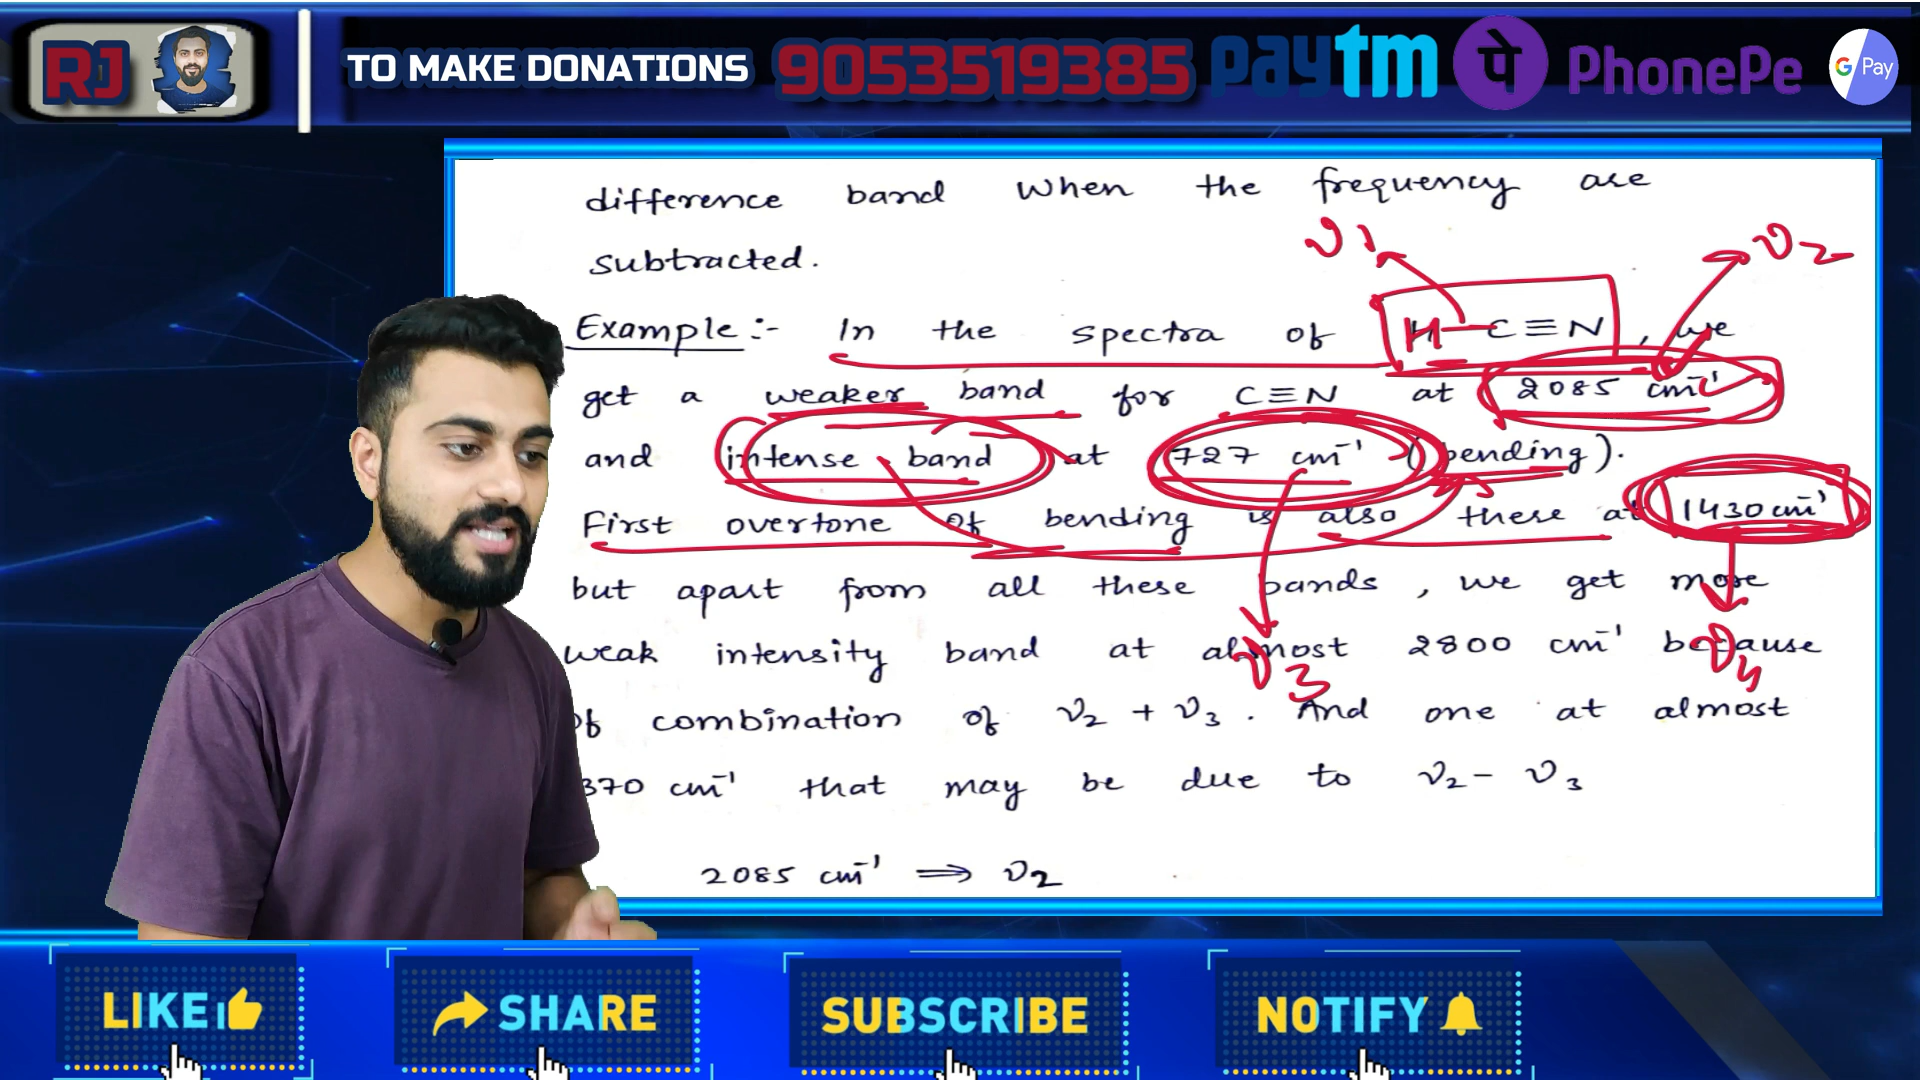 RJ
TO MAKE DONATIONS 9053519385 paytm पे PhonePe G Pay
difference band when the frequency are
subtracted.
ν1 ν2
Example:- In the spectra of H-C≡N, we
get a weaker band for C≡N at 2085 cm⁻¹
and intense band at 727 cm⁻¹ (bending).
First overtone of bending is also there at 1430 cm⁻¹
but apart from all these bands, we get more
weak intensity band at almost 2800 cm⁻¹ because
ν3 ν4
of combination of ν2 + ν3. And one at almost
370 cm⁻¹ that may be due to ν2 - ν3
2085 cm⁻¹ ⇒ ν2
LIKE SHARE SUBSCRIBE NOTIFY